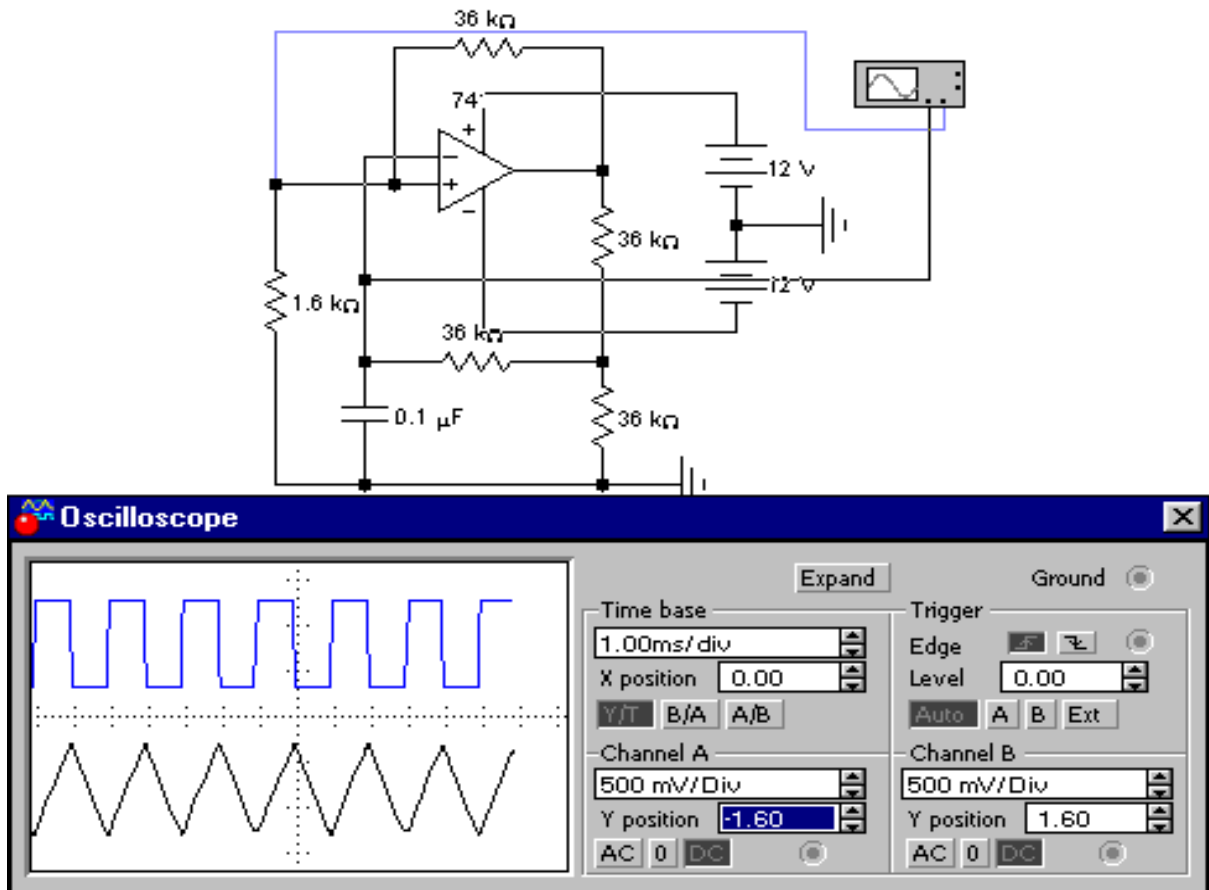 36 kΩ
74
+
12 V
−
+
−
36 kΩ
12 V
1.6 kΩ
36 kΩ
0.1 µF
36 kΩ
Oscilloscope
Expand Ground
Time base Trigger
1.00ms/div Edge
X position 0.00 Level 0.00
Y/T B/A A/B Auto A B Ext
Channel A Channel B
500 mV/Div 500 mV/Div
Y position -1.60 Y position 1.60
AC 0 DC AC 0 DC